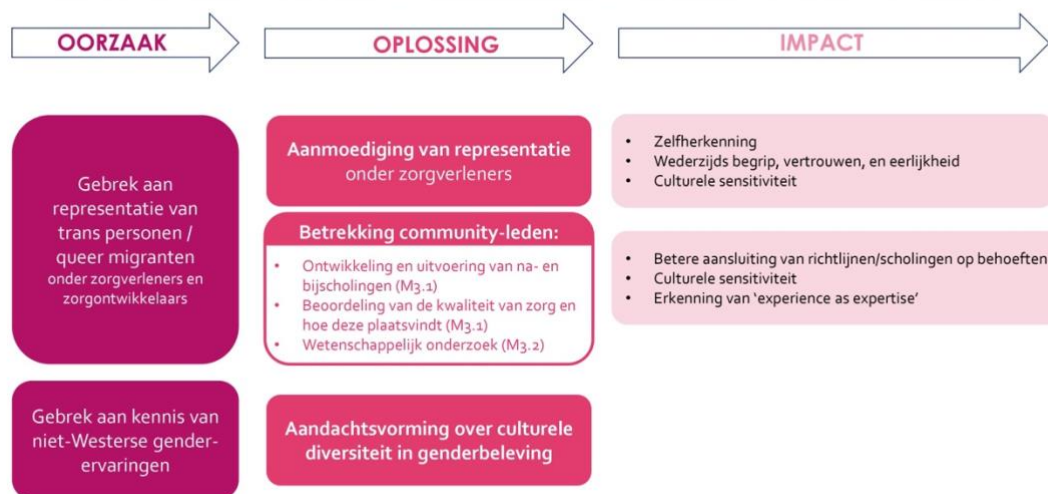 OORZAAK
OPLOSSING
IMPACT
Gebrek aan
representatie van
trans personen /
queer migranten
onder zorgverleners en
zorgontwikkelaars
Aanmoediging van representatie
onder zorgverleners
• Zelfherkenning
• Wederzijds begrip, vertrouwen, en eerlijkheid
• Culturele sensitiviteit
Betrekking community-leden:
• Ontwikkeling en uitvoering van na- en
bijscholingen (M3.1)
• Beoordeling van de kwaliteit van zorg en
hoe deze plaatsvindt (M3.1)
• Wetenschappelijk onderzoek (M3.2)
• Betere aansluiting van richtlijnen/scholingen op behoeften
• Culturele sensitiviteit
• Erkenning van ‘experience as expertise’
Gebrek aan kennis van
niet-Westerse gender-
ervaringen
Aandachtsvorming over culturele
diversiteit in genderbeleving